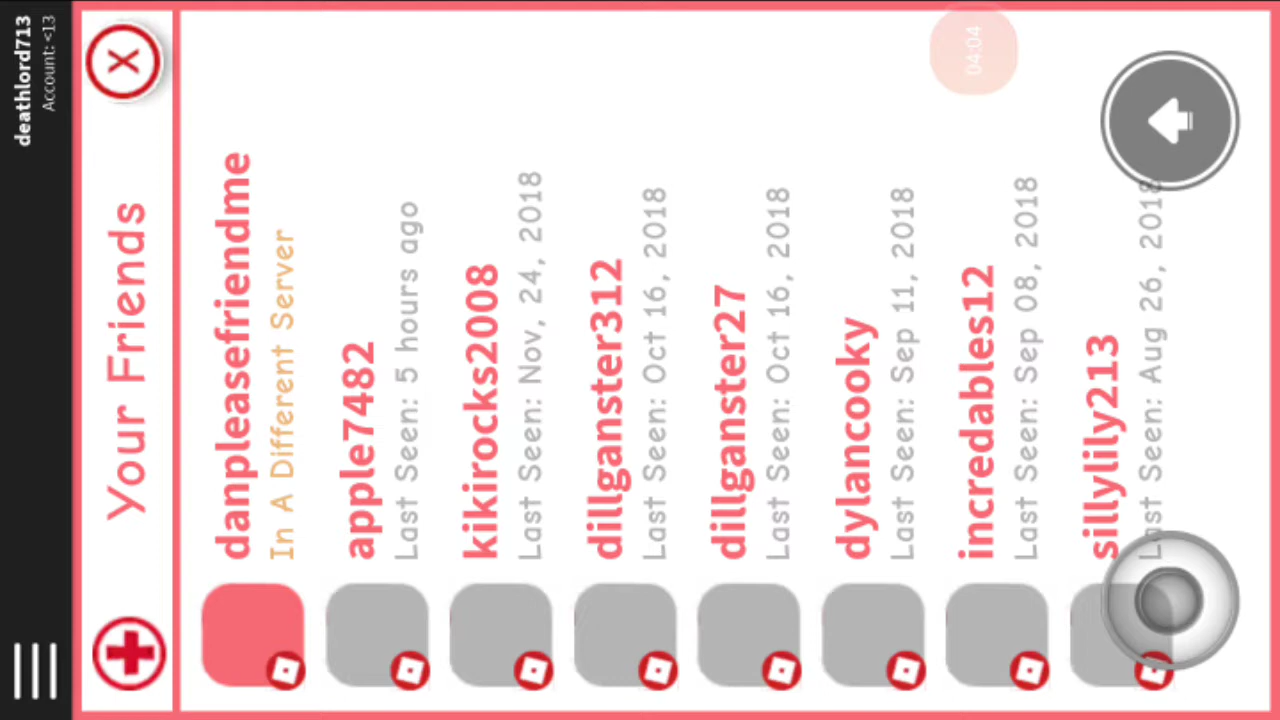 deathlord713
Account: <13
Your Friends
X
danpleasefriendme
In A Different Server
apple7482
Last Seen: 5 hours ago
kikirocks2008
Last Seen: Nov, 24, 2018
dillganster312
Last Seen: Oct 16, 2018
dillganster27
Last Seen: Oct 16, 2018
dylancooky
Last Seen: Sep 11, 2018
incredables12
Last Seen: Sep 08, 2018
sillylily213
Last Seen: Aug 26, 2018
04:04